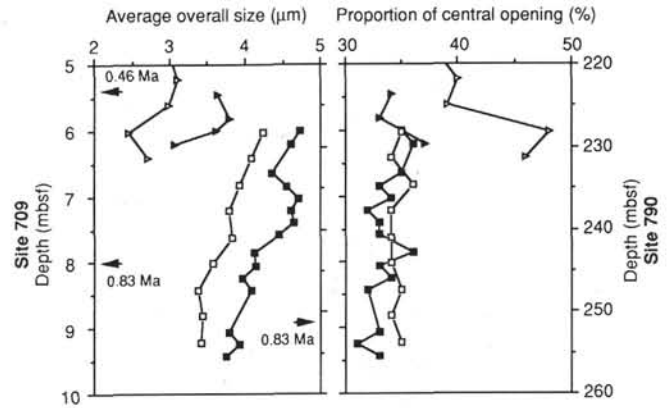 Average overall size (µm) Proportion of central opening (%)
2 3 4 5 30 40 50
5 220
0.46 Ma
6 230
7 240
8 250
0.83 Ma
0.83 Ma
9
10 260
Site 709
Depth (mbsf)
Depth (mbsf)
Site 790